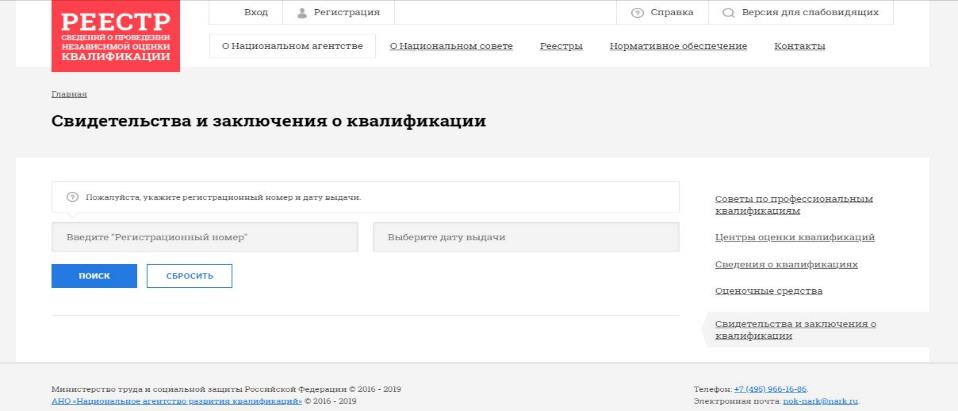 РЕЕСТР
СВЕДЕНИЙ О ПРОВЕДЕНИИ
НЕЗАВИСИМОЙ ОЦЕНКИ
КВАЛИФИКАЦИИ
Вход
Регистрация
Справка
Версия для слабовидящих
О Национальном агентстве
О Национальном совете
Реестры
Нормативное обеспечение
Контакты
Главная
Свидетельства и заключения о квалификации
Пожалуйста, укажите регистрационный номер и дату выдачи.
Введите "Регистрационный номер"
Выберите дату выдачи
ПОИСК
СБРОСИТЬ
Советы по профессиональным
квалификациям
Центры оценки квалификаций
Сведения о квалификациях
Оценочные средства
Свидетельства и заключения о
квалификации
Министерство труда и социальной защиты Российской Федерации © 2016 - 2019
АНО «Национальное агентство развития квалификаций» © 2016 - 2019
Телефон: +7 (495) 966-16-86.
Электронная почта: nok-nark@nark.ru.